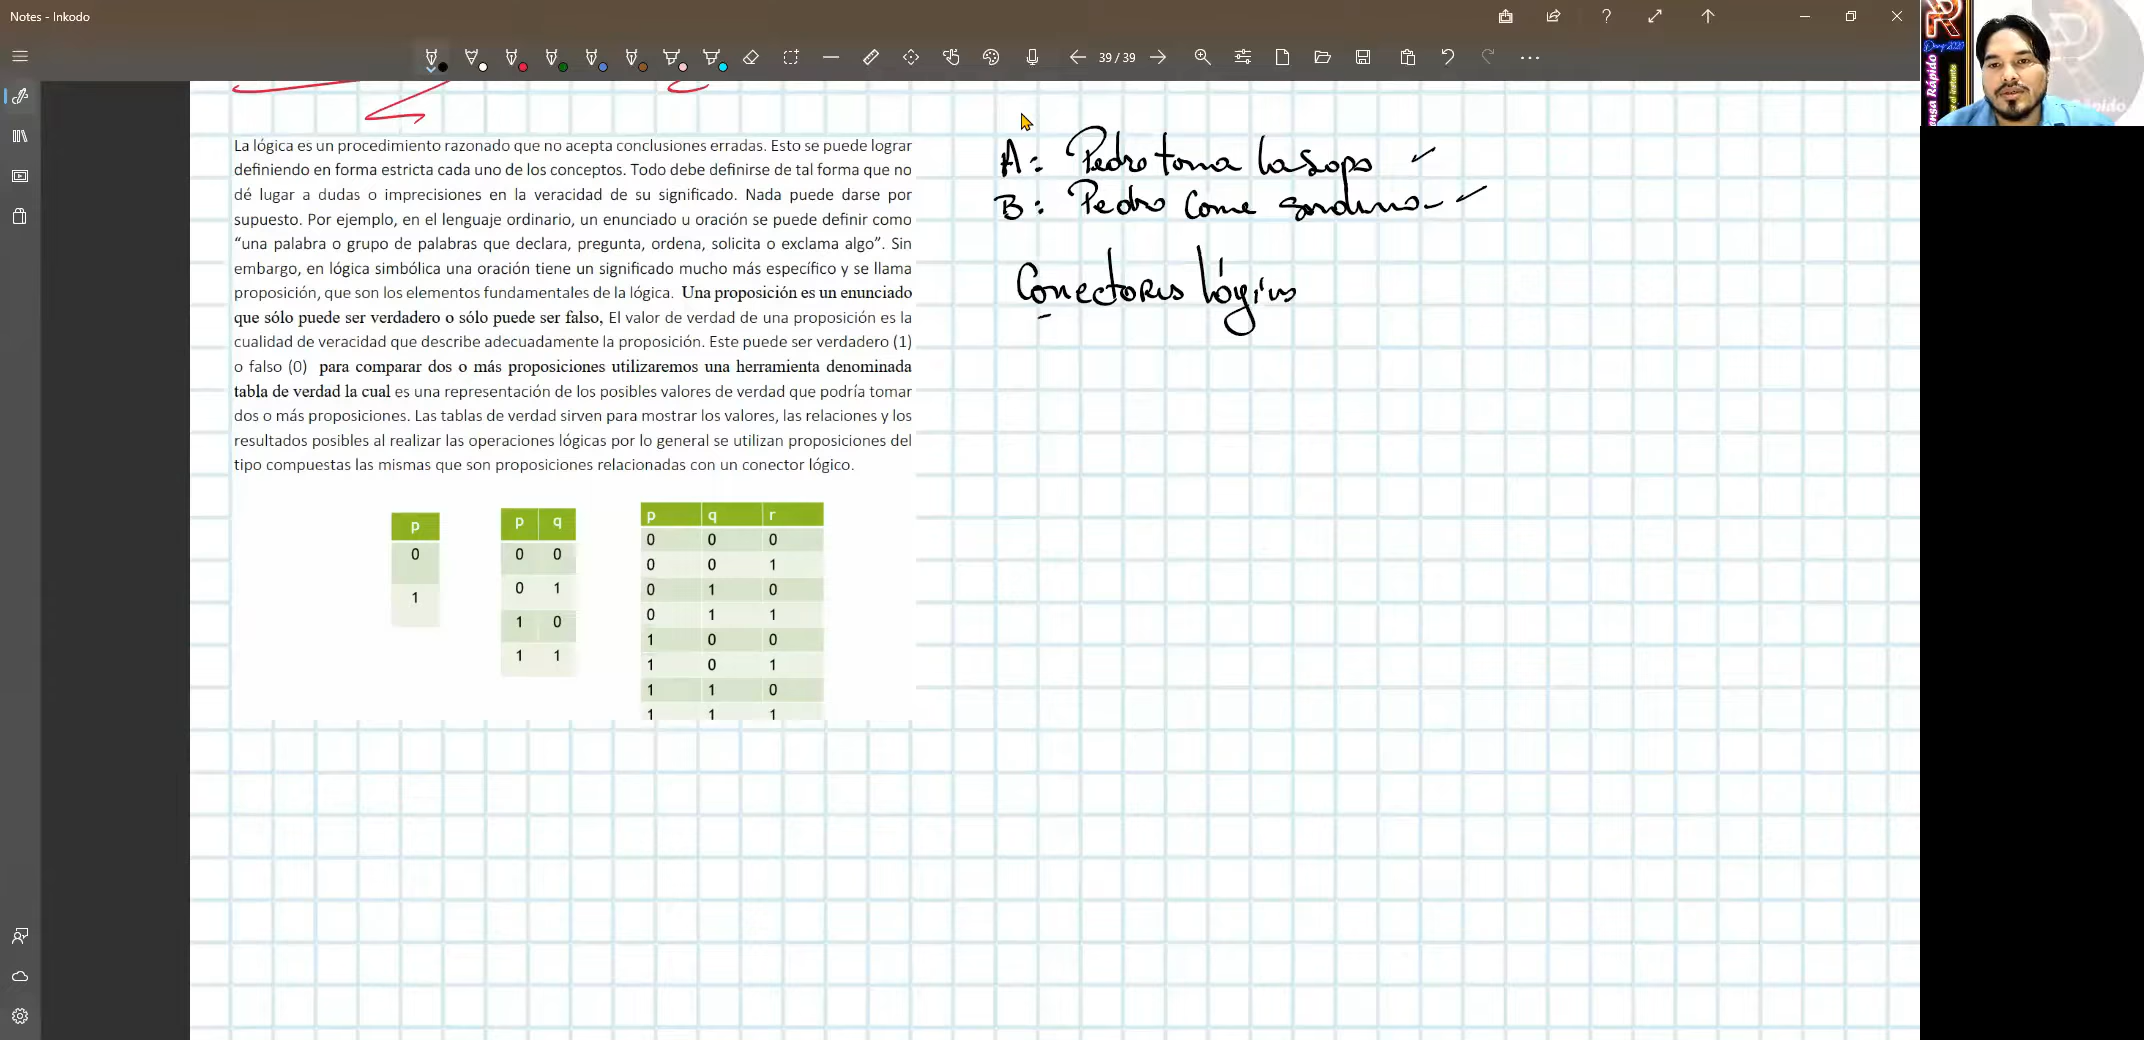 Notes - Inkodo
39 / 39
La lógica es un procedimiento razonado que no acepta conclusiones erradas. Esto se puede lograr
definiendo en forma estricta cada uno de los conceptos. Todo debe definirse de tal forma que no
dé lugar a dudas o imprecisiones en la veracidad de su significado. Nada puede darse por
supuesto. Por ejemplo, en el lenguaje ordinario, un enunciado u oración se puede definir como
“una palabra o grupo de palabras que declara, pregunta, ordena, solicita o exclama algo”. Sin
embargo, en lógica simbólica una oración tiene un significado mucho más específico y se llama
proposición, que son los elementos fundamentales de la lógica. Una proposición es un enunciado
que sólo puede ser verdadero o sólo puede ser falso, El valor de verdad de una proposición es la
cualidad de veracidad que describe adecuadamente la proposición. Este puede ser verdadero (1)
o falso (0) para comparar dos o más proposiciones utilizaremos una herramienta denominada
tabla de verdad la cual es una representación de los posibles valores de verdad que podría tomar
dos o más proposiciones. Las tablas de verdad sirven para mostrar los valores, las relaciones y los
resultados posibles al realizar las operaciones lógicas por lo general se utilizan proposiciones del
tipo compuestas las mismas que son proposiciones relacionadas con un conector lógico.
p
0
1
p q
0 0
0 1
1 0
1 1
p q r
0 0 0
0 0 1
0 1 0
0 1 1
1 0 0
1 0 1
1 1 0
1 1 1
A: Pedro toma la sopa ✓
B: Pedro come ✓
Conectores lógicos
ensa Rápido